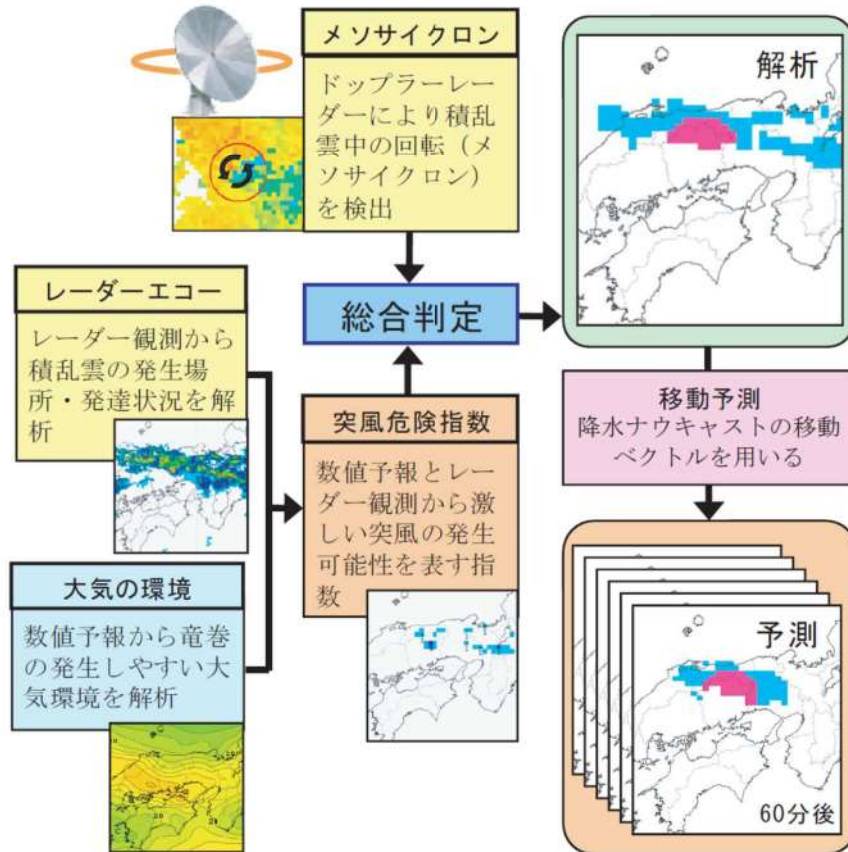 メソサイクロン
ドップラーレー
ダーにより積乱
雲中の回転（メ
ソサイクロン）
を検出
解析
レーダーエコー
レーダー観測から
積乱雲の発生場
所・発達状況を解
析
総合判定
突風危険指数
数値予報とレー
ダー観測から激
しい突風の発生
可能性を表す指
数
移動予測
降水ナウキャストの移動
ベクトルを用いる
大気の環境
数値予報から竜巻
の発生しやすい大
気環境を解析
予測
60分後